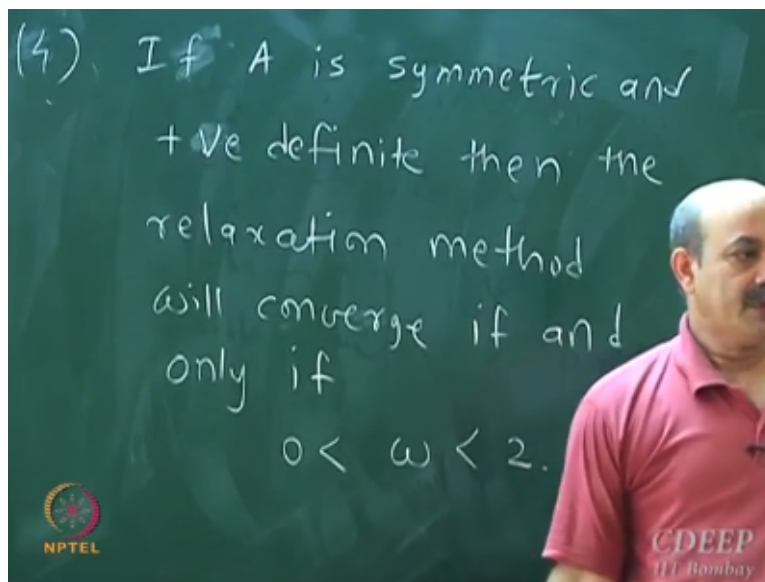 (4) If A is symmetric and
+ve definite then the
relaxation method
will converge if and
only if
0 < ω < 2.
NPTEL
CDEEP
IIT Bombay